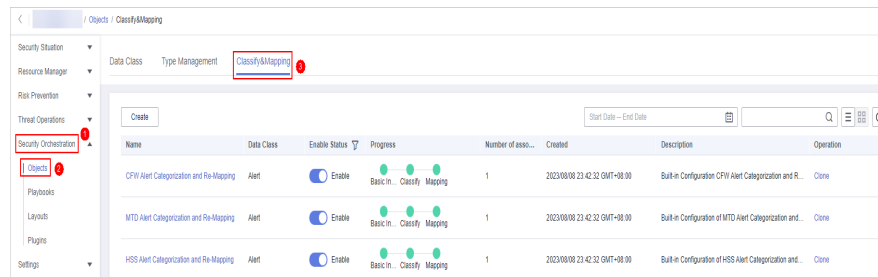 / Objects / Classify&Mapping
Security Situation
Resource Manager
Risk Prevention
Threat Operations
Security Orchestration 1
Objects 2
Playbooks
Layouts
Plugins
Settings
Data Class Type Management Classify&Mapping 3
Create Start Date – End Date
Name Data Class Enable Status Progress Number of asso... Created Description Operation
CFW Alert Categorization and Re-Mapping Alert Enable Basic In... Classify Mapping 1 2023/08/08 23:42:32 GMT+08:00 Built-in Configuration CFW Alert Categorization and R... Clone
MTD Alert Categorization and Re-Mapping Alert Enable Basic In... Classify Mapping 1 2023/08/08 23:42:32 GMT+08:00 Built-in Configuration of MTD Alert Categorization and... Clone
HSS Alert Categorization and Re-Mapping Alert Enable Basic In... Classify Mapping 1 2023/08/08 23:42:32 GMT+08:00 Built-in Configuration of HSS Alert Categorization and... Clone